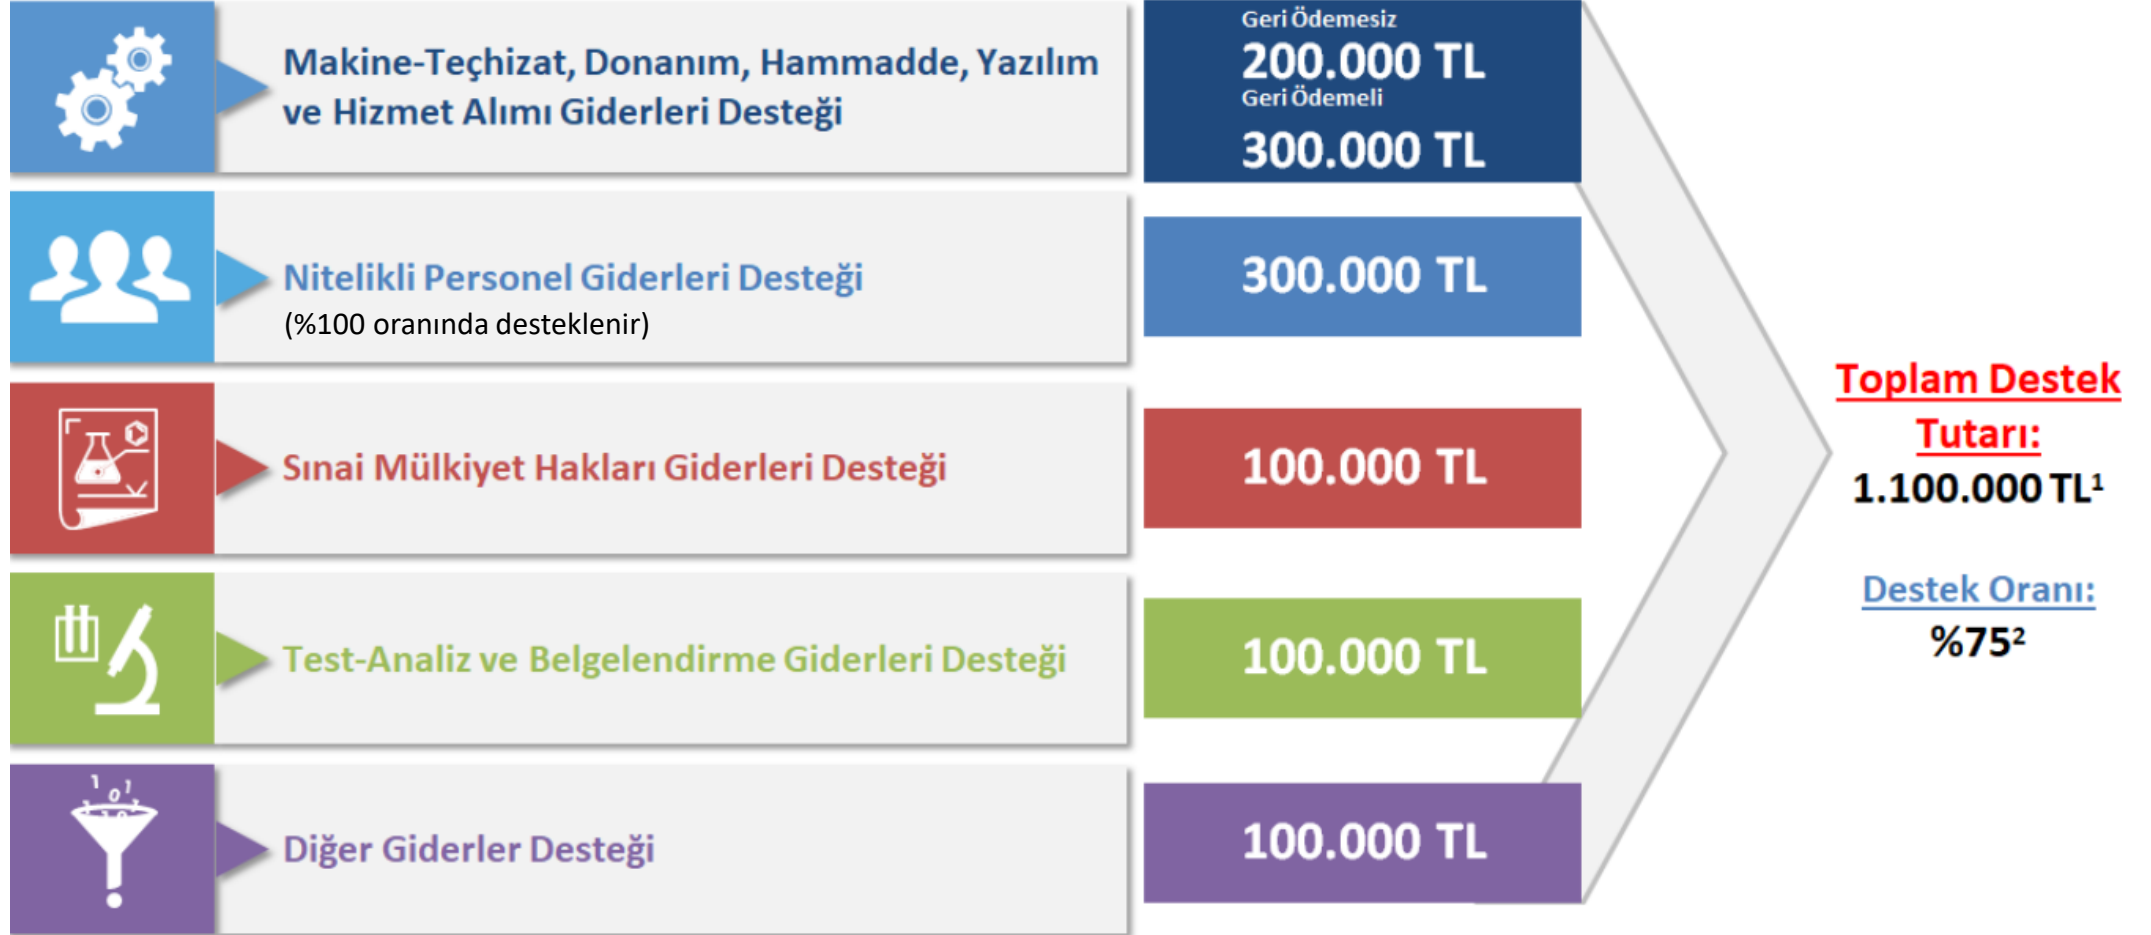 Makine-Teçhizat, Donanım, Hammadde, Yazılım
ve Hizmet Alımı Giderleri Desteği
Geri Ödemesiz
200.000 TL
Geri Ödemeli
300.000 TL
Nitelikli Personel Giderleri Desteği
(%100 oranında desteklenir)
300.000 TL
Sınai Mülkiyet Hakları Giderleri Desteği
100.000 TL
Test-Analiz ve Belgelendirme Giderleri Desteği
100.000 TL
Diğer Giderler Desteği
100.000 TL
Toplam Destek
Tutarı:
1.100.000 TL¹
Destek Oranı:
%75²